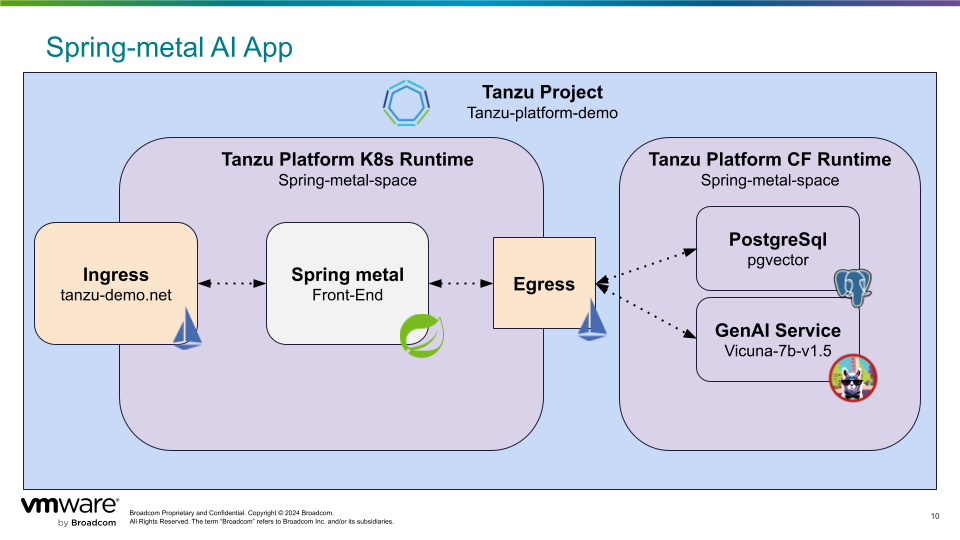 Spring-metal AI App
Tanzu Project
Tanzu-platform-demo
Tanzu Platform K8s Runtime
Spring-metal-space
Tanzu Platform CF Runtime
Spring-metal-space
Ingress
tanzu-demo.net
Spring metal
Front-End
Egress
PostgreSql
pgvector
GenAI Service
Vicuna-7b-v1.5
vmware®
by Broadcom
Broadcom Proprietary and Confidential. Copyright © 2024 Broadcom.
All Rights Reserved. The term “Broadcom” refers to Broadcom Inc. and/or its subsidiaries.
10